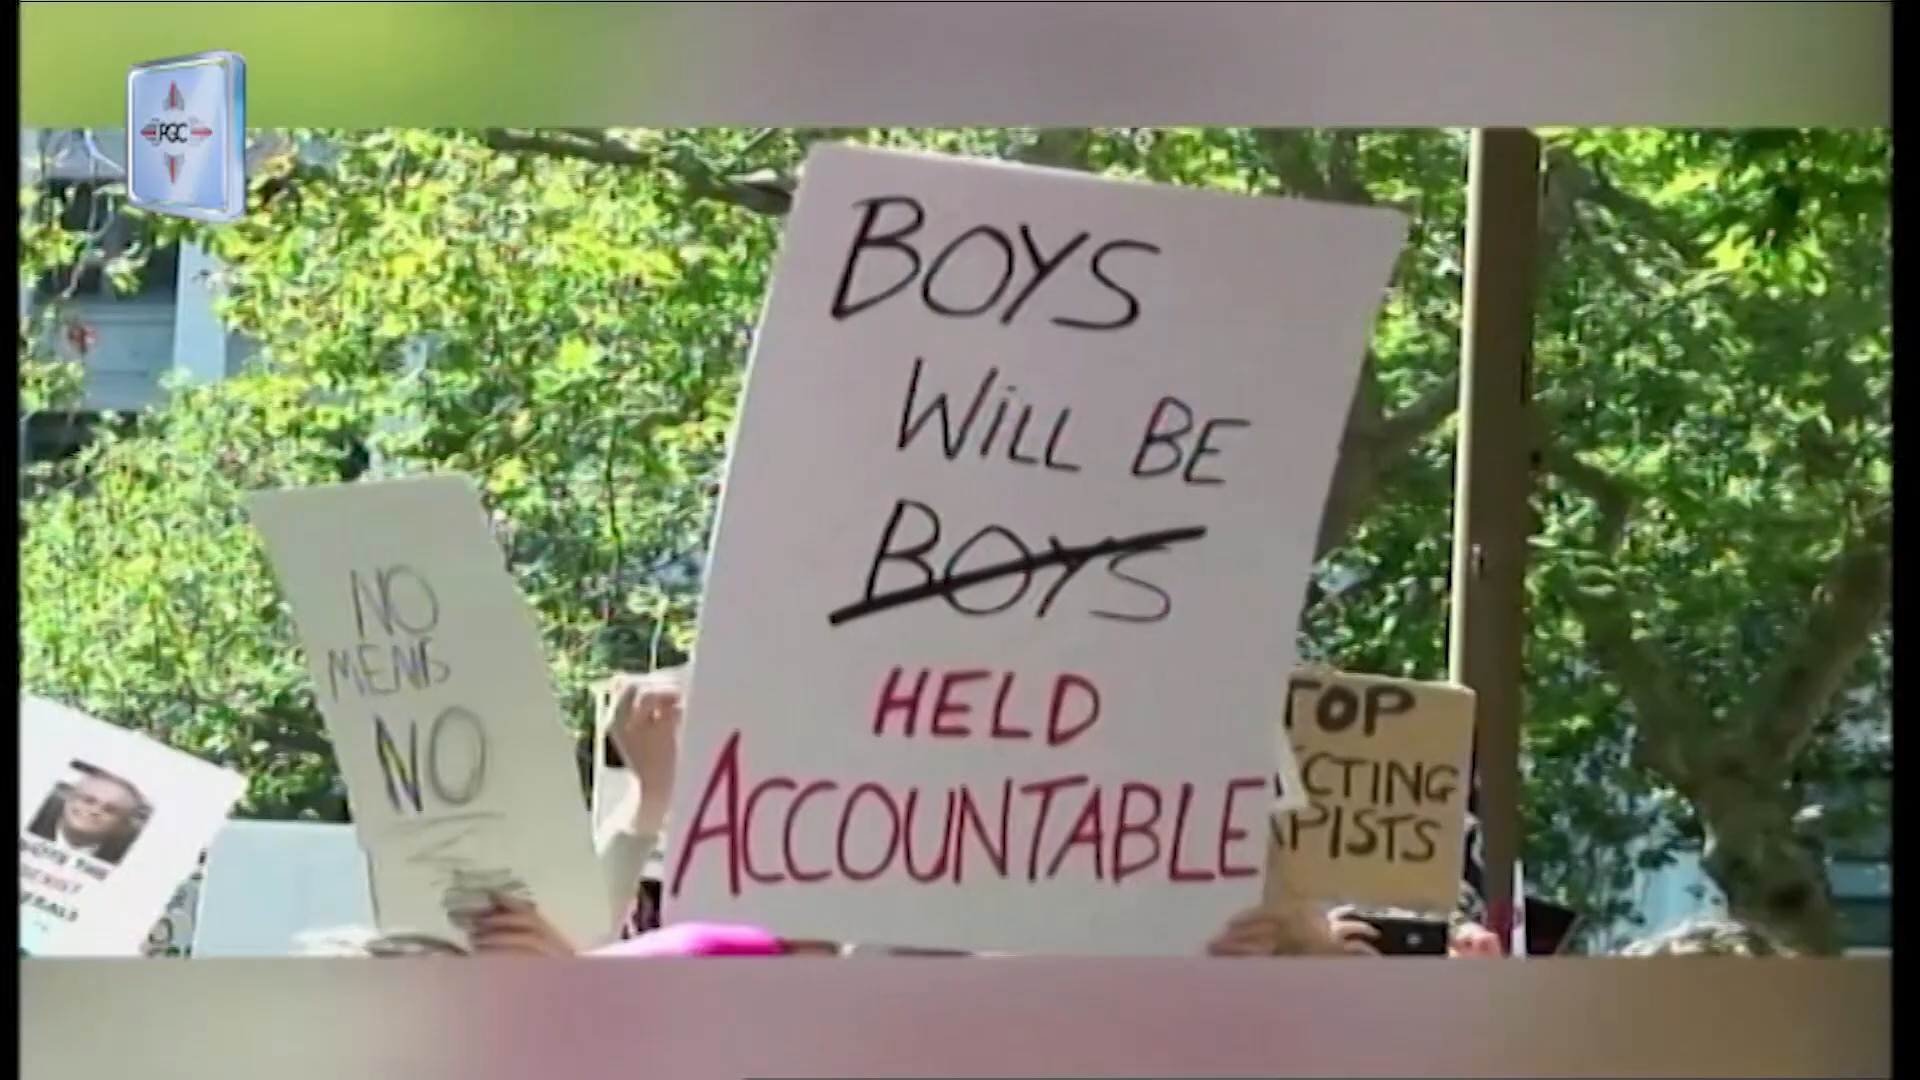 PGC
BOYS
WILL BE
BOYS
HELD
ACCOUNTABLE
NO
MENS
NO
TOP
CTING
PISTS